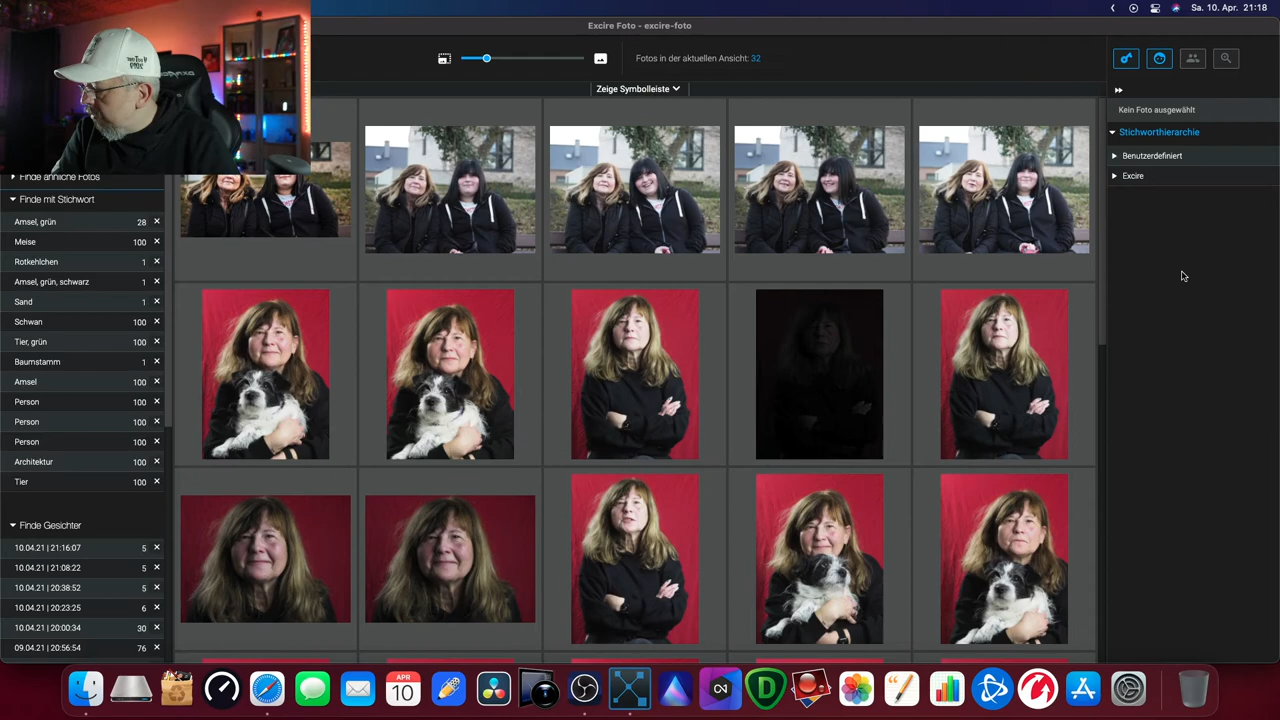 Sa. 10. Apr. 21:18
Excire Foto - excire-foto
Fotos in der aktuellen Ansicht: 32
Zeige Symbolleiste
Kein Foto ausgewählt
Stichworthierarchie
Benutzerdefiniert
Excire
Finde ähnliche Fotos
Finde mit Stichwort
Amsel, grün 28
Meise 100
Rotkehlchen 1
Amsel, grün, schwarz 1
Sand 1
Schwan 100
Tier, grün 100
Baumstamm 1
Amsel 100
Person 100
Person 100
Person 100
Architektur 100
Tier 100
Finde Gesichter
10.04.21 | 21:16:07 5
10.04.21 | 21:08:22 5
10.04.21 | 20:38:52 5
10.04.21 | 20:23:25 6
10.04.21 | 20:00:34 30
09.04.21 | 20:56:54 76
APR
10